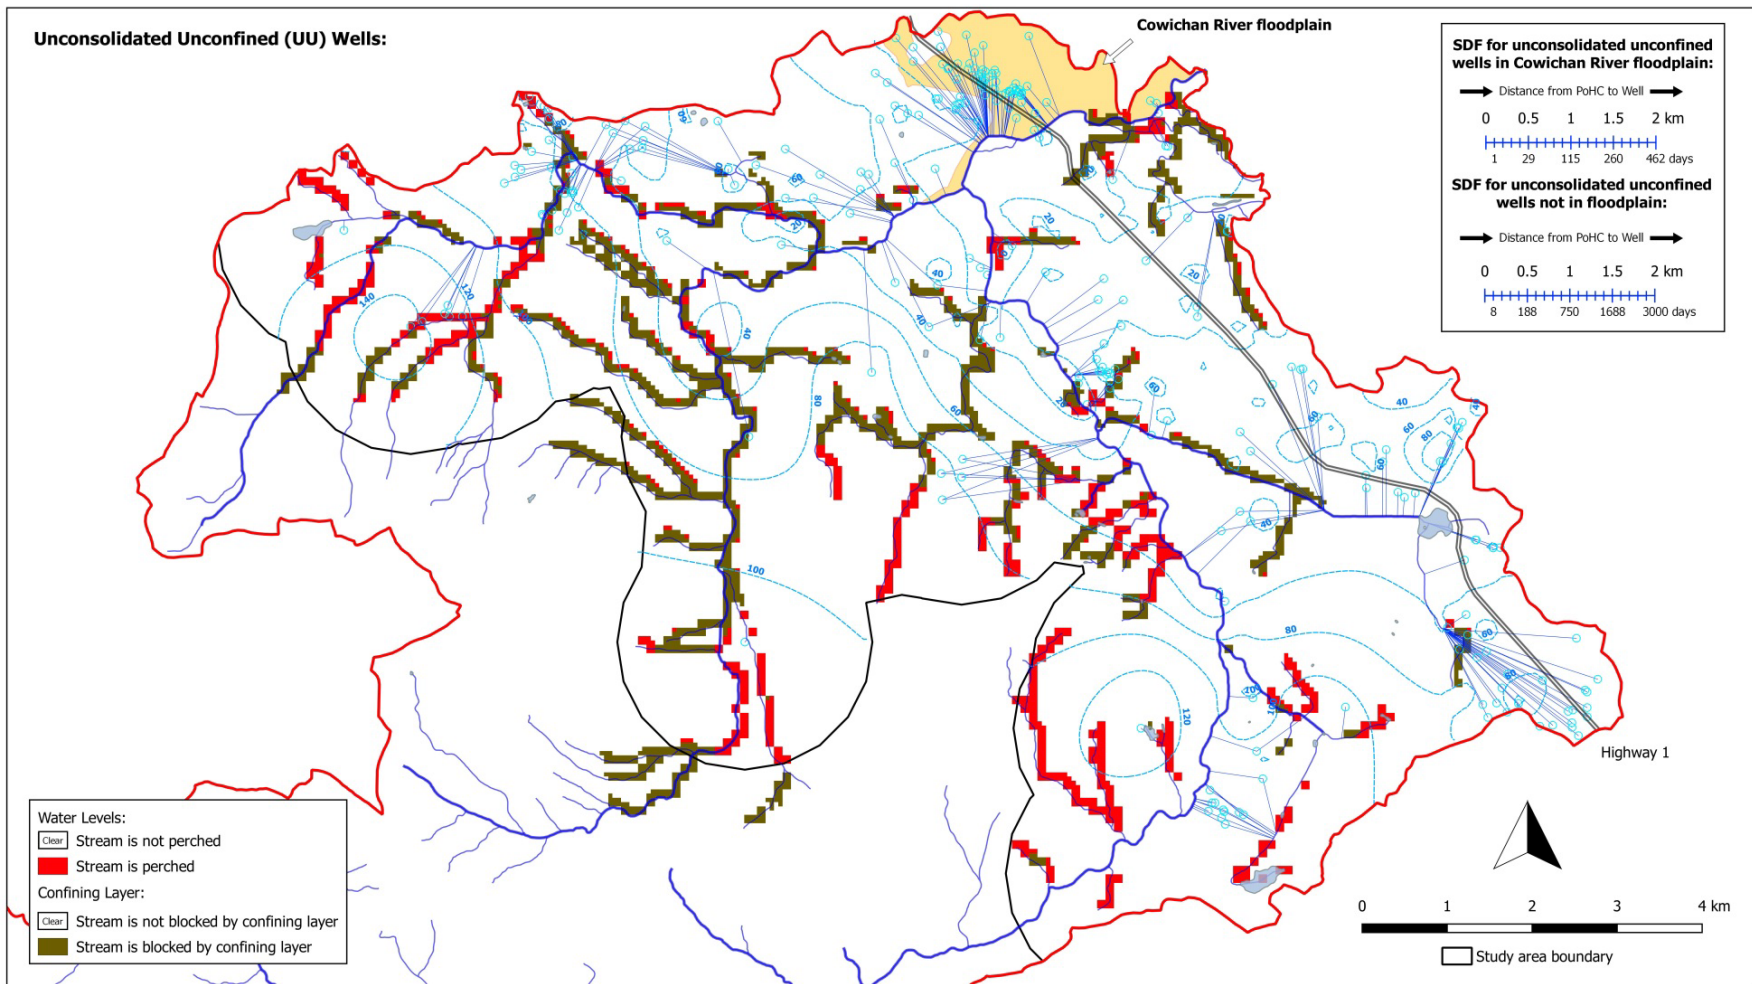 Unconsolidated Unconfined (UU) Wells:
Cowichan River floodplain
SDF for unconsolidated unconfined
wells in Cowichan River floodplain:
Distance from PoHC to Well
0 0.5 1 1.5 2 km
1 29 115 260 462 days
SDF for unconsolidated unconfined
wells not in floodplain:
Distance from PoHC to Well
0 0.5 1 1.5 2 km
8 188 750 1688 3000 days
60
20
20
20
40
40
40
140
120
80
60
60
60
60
40
40
60
80
40
100
80
60
80
120
Highway 1
Water Levels:
Clear Stream is not perched
Stream is perched
Confining Layer:
Clear Stream is not blocked by confining layer
Stream is blocked by confining layer
0 1 2 3 4 km
Study area boundary